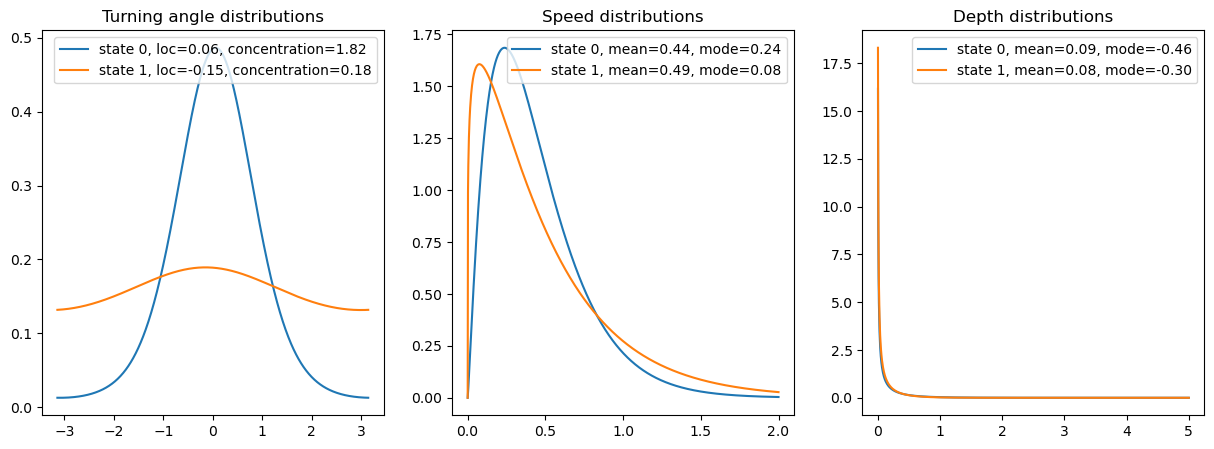 Turning angle distributions
state 0, loc=0.06, concentration=1.82
state 1, loc=-0.15, concentration=0.18
0.5
0.4
0.3
0.2
0.1
0.0
−3 −2 −1 0 1 2 3
Speed distributions
state 0, mean=0.44, mode=0.24
state 1, mean=0.49, mode=0.08
1.75
1.50
1.25
1.00
0.75
0.50
0.25
0.00
0.0 0.5 1.0 1.5 2.0
Depth distributions
state 0, mean=0.09, mode=-0.46
state 1, mean=0.08, mode=-0.30
17.5
15.0
12.5
10.0
7.5
5.0
2.5
0.0
0 1 2 3 4 5